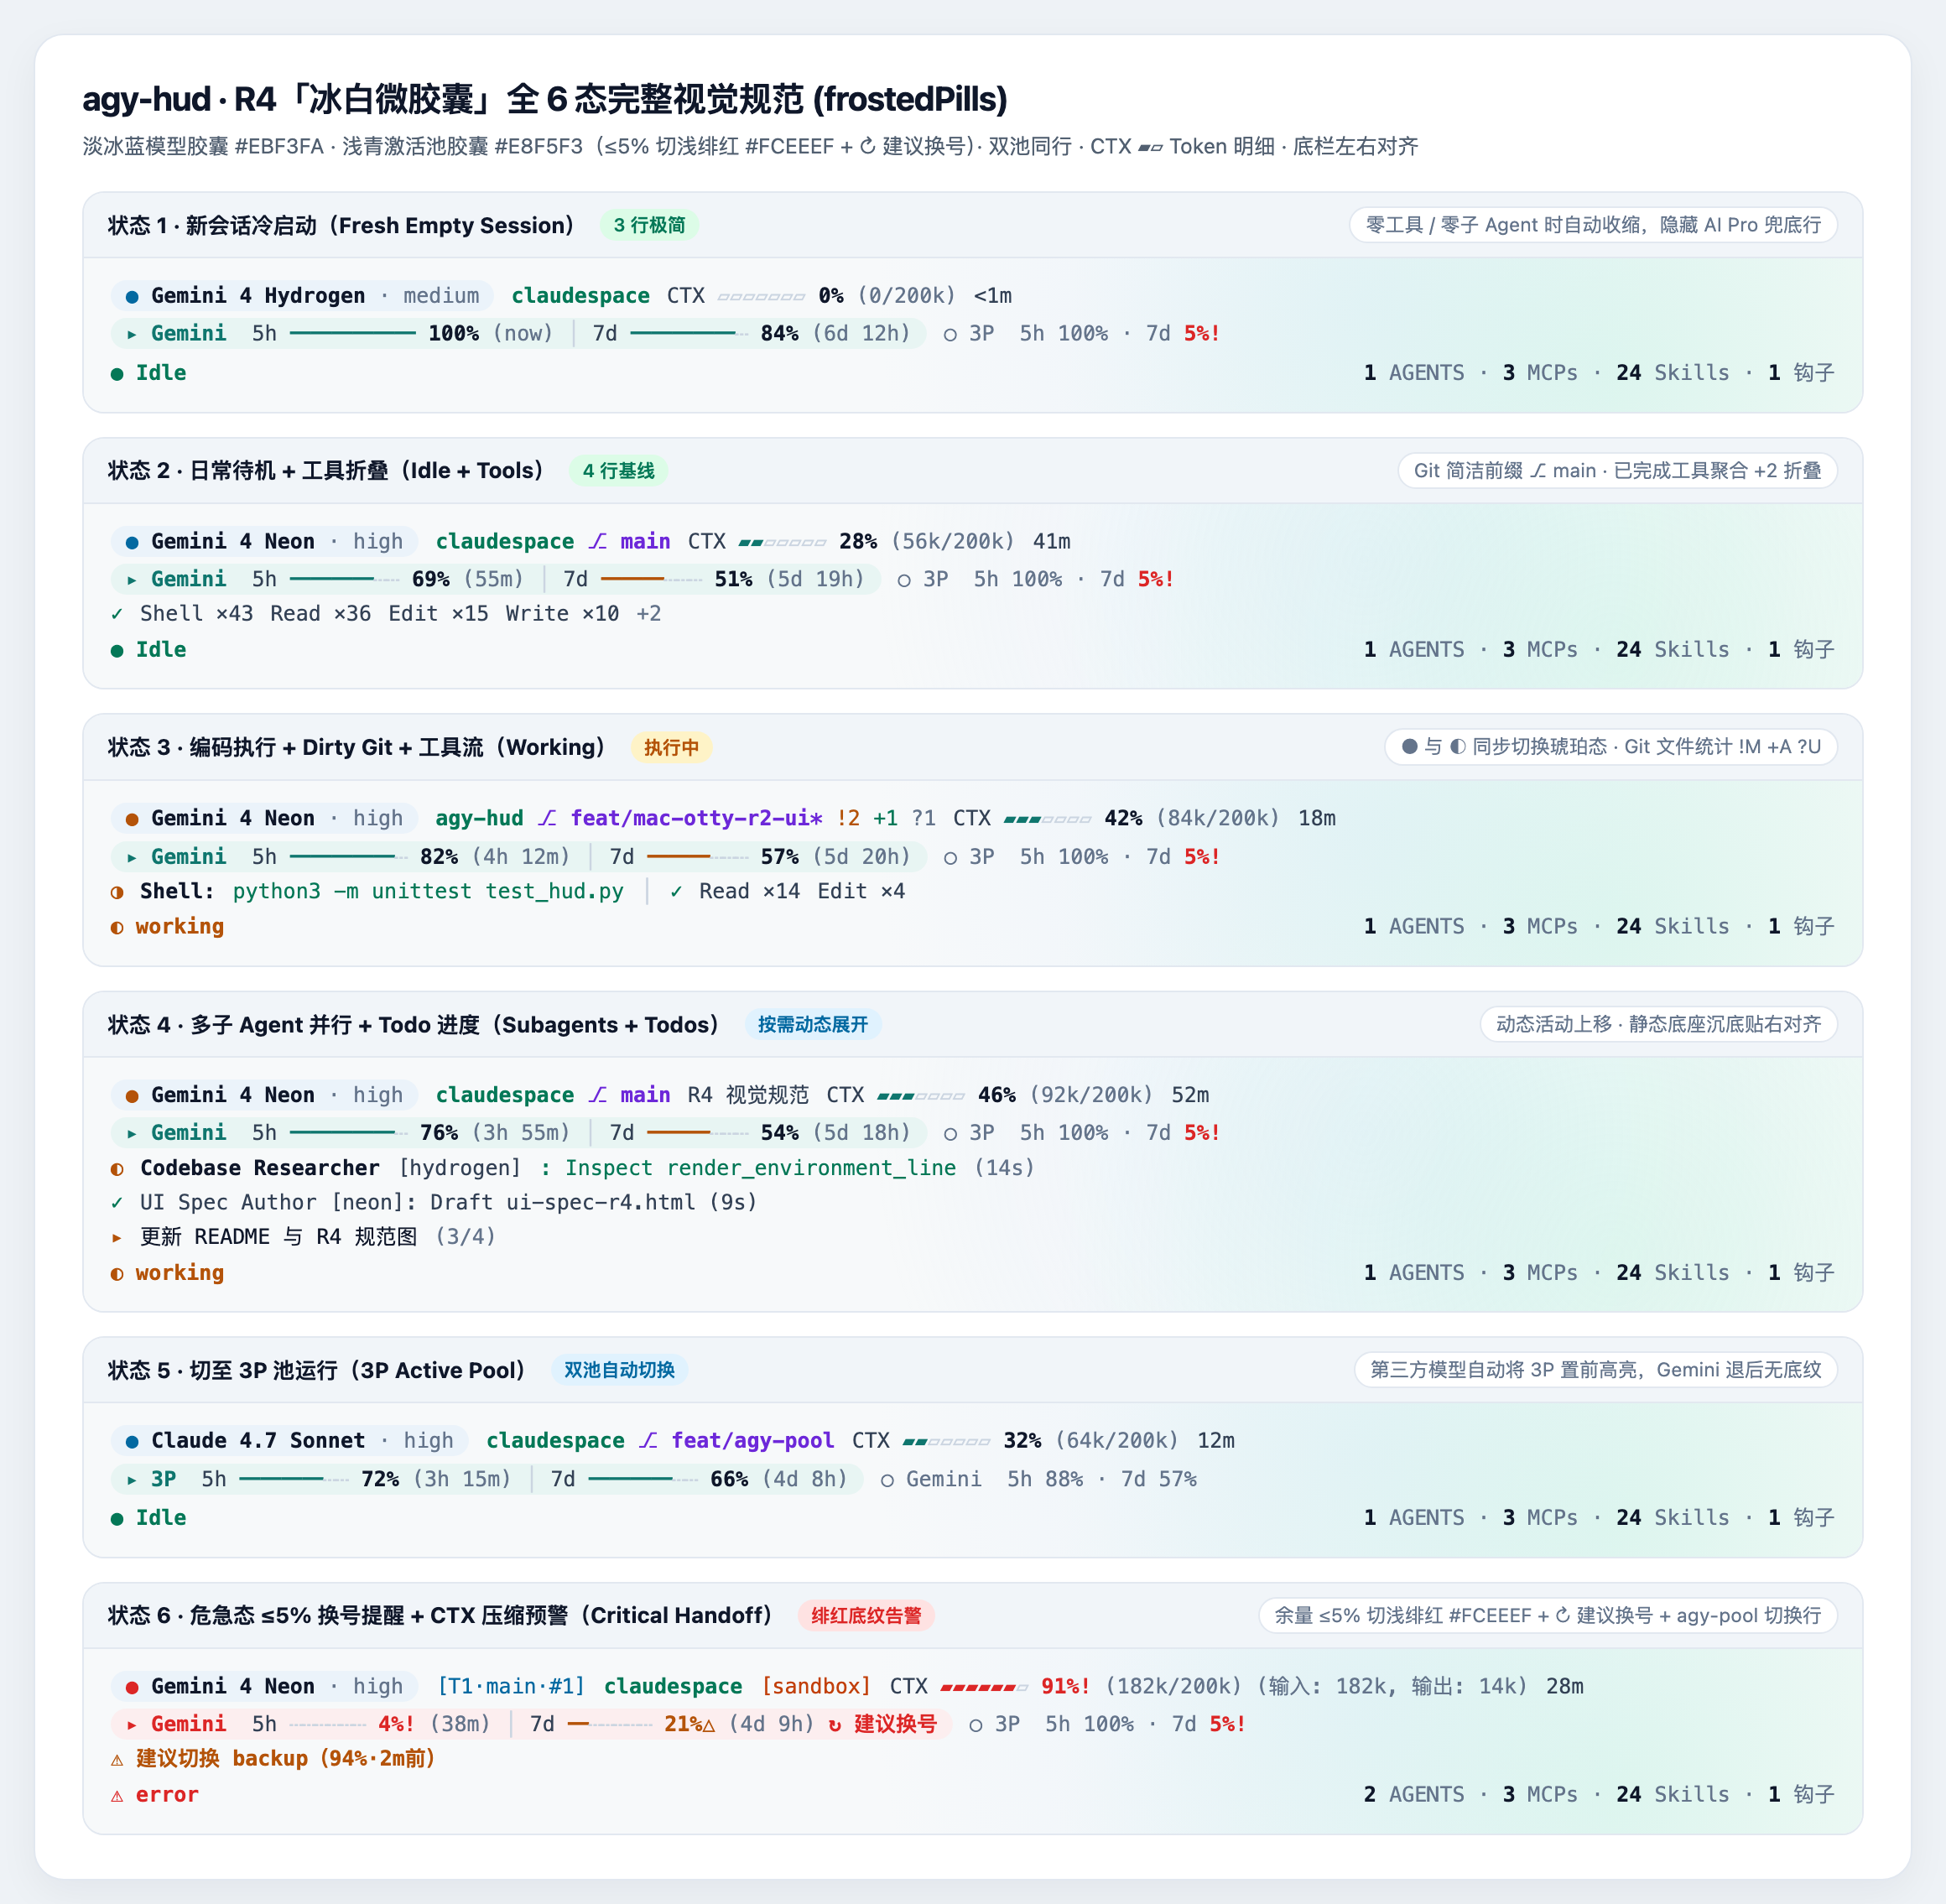 agy-hud · R4「冰白微胶囊」全 6 态完整视觉规范 (frostedPills)
淡冰蓝模型胶囊 #EBF3FA · 浅青激活池胶囊 #E8F5F3（≤5% 切浅绯红 #FCEEEF + ↻ 建议换号）· 双池同行 · CTX ▰▱ Token 明细 · 底栏左右对齐
状态 1 · 新会话冷启动（Fresh Empty Session） 3 行极简 零工具 / 零子 Agent 时自动收缩，隐藏 AI Pro 兜底行
● Gemini 4 Hydrogen · medium claudespace CTX ▱▱▱▱▱▱▱ 0% (0/200k) <1m
▸ Gemini 5h 100% (now) │ 7d 84% (6d 12h) ○ 3P 5h 100% · 7d 5%!
● Idle 1 AGENTS · 3 MCPs · 24 Skills · 1 钩子
状态 2 · 日常待机 + 工具折叠（Idle + Tools） 4 行基线 Git 简洁前缀 ⎇ main · 已完成工具聚合 +2 折叠
● Gemini 4 Neon · high claudespace ⎇ main CTX ▰▰▱▱▱▱▱ 28% (56k/200k) 41m
▸ Gemini 5h 69% (55m) │ 7d 51% (5d 19h) ○ 3P 5h 100% · 7d 5%!
✓ Shell ×43 Read ×36 Edit ×15 Write ×10 +2
● Idle 1 AGENTS · 3 MCPs · 24 Skills · 1 钩子
状态 3 · 编码执行 + Dirty Git + 工具流（Working） 执行中 ● 与 ◐ 同步切换琥珀态 · Git 文件统计 !M +A ?U
● Gemini 4 Neon · high agy-hud ⎇ feat/mac-otty-r2-ui* !2 +1 ?1 CTX ▰▰▰▱▱▱▱ 42% (84k/200k) 18m
▸ Gemini 5h 82% (4h 12m) │ 7d 57% (5d 20h) ○ 3P 5h 100% · 7d 5%!
◑ Shell: python3 -m unittest test_hud.py │ ✓ Read ×14 Edit ×4
◐ working 1 AGENTS · 3 MCPs · 24 Skills · 1 钩子
状态 4 · 多子 Agent 并行 + Todo 进度（Subagents + Todos） 按需动态展开 动态活动上移 · 静态底座沉底贴右对齐
● Gemini 4 Neon · high claudespace ⎇ main R4 视觉规范 CTX ▰▰▰▱▱▱▱ 46% (92k/200k) 52m
▸ Gemini 5h 76% (3h 55m) │ 7d 54% (5d 18h) ○ 3P 5h 100% · 7d 5%!
◐ Codebase Researcher [hydrogen] : Inspect render_environment_line (14s)
✓ UI Spec Author [neon]: Draft ui-spec-r4.html (9s)
▸ 更新 README 与 R4 规范图 (3/4)
◐ working 1 AGENTS · 3 MCPs · 24 Skills · 1 钩子
状态 5 · 切至 3P 池运行（3P Active Pool） 双池自动切换 第三方模型自动将 3P 置前高亮，Gemini 退后无底纹
● Claude 4.7 Sonnet · high claudespace ⎇ feat/agy-pool CTX ▰▰▱▱▱▱▱ 32% (64k/200k) 12m
▸ 3P 5h 72% (3h 15m) │ 7d 66% (4d 8h) ○ Gemini 5h 88% · 7d 57%
● Idle 1 AGENTS · 3 MCPs · 24 Skills · 1 钩子
状态 6 · 危急态 ≤5% 换号提醒 + CTX 压缩预警（Critical Handoff） 绯红底纹告警 余量 ≤5% 切浅绯红 #FCEEEF + ↻ 建议换号 + agy-pool 切换行
● Gemini 4 Neon · high [T1·main·#1] claudespace [sandbox] CTX ▰▰▰▰▰▰▱ 91%! (182k/200k) (输入: 182k, 输出: 14k) 28m
▸ Gemini 5h 4%! (38m) │ 7d 21%△ (4d 9h) ↻ 建议换号 ○ 3P 5h 100% · 7d 5%!
⚠ 建议切换 backup (94%·2m前)
⚠ error 2 AGENTS · 3 MCPs · 24 Skills · 1 钩子